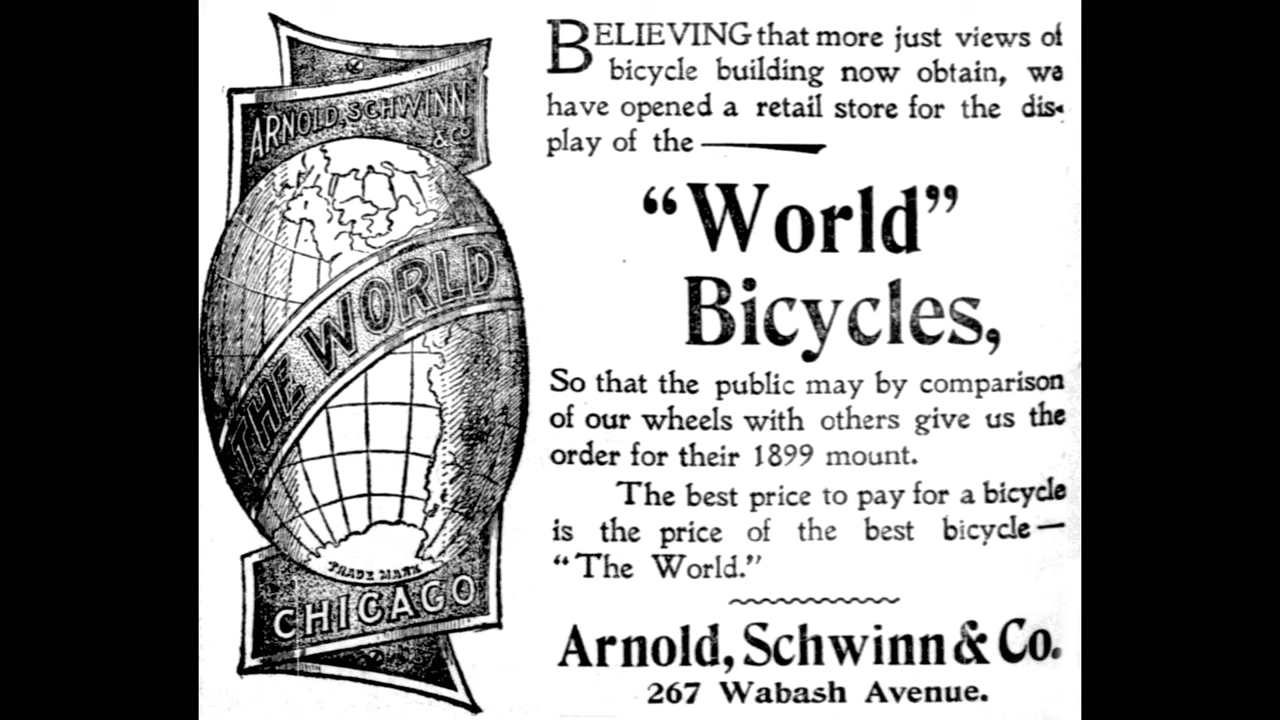 ARNOLD, SCHWINN
& Co
THE WORLD
TRADE MARK
CHICAGO
BELIEVING that more just views of
bicycle building now obtain, we
have opened a retail store for the dis-
play of the —
“World”
Bicycles,
So that the public may by comparison
of our wheels with others give us the
order for their 1899 mount.
The best price to pay for a bicycle
is the price of the best bicycle—
“The World.”
Arnold, Schwinn & Co.
267 Wabash Avenue.